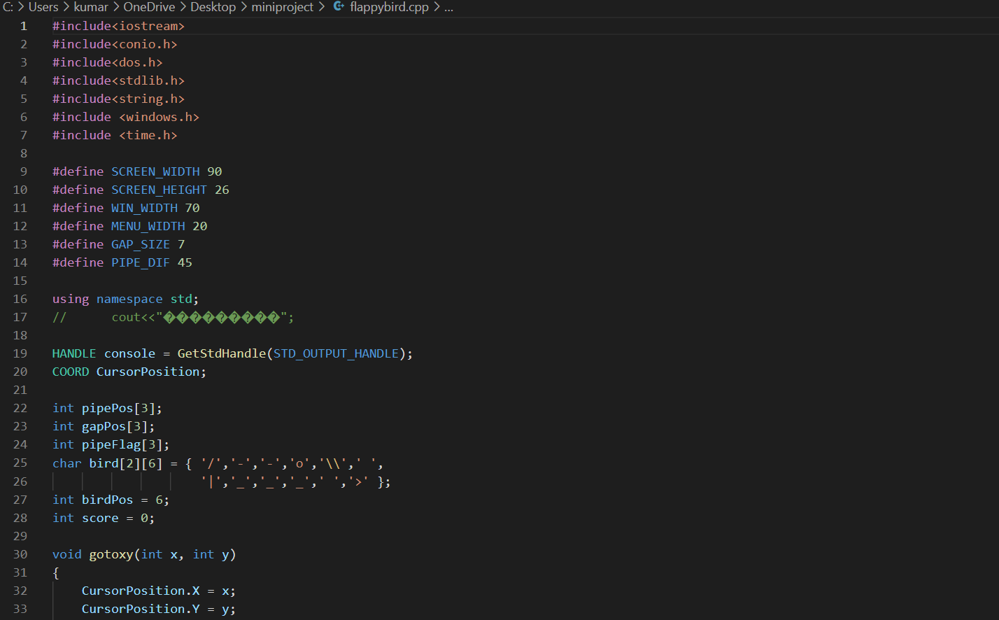 C: > Users > kumar > OneDrive > Desktop > miniproject > flappybird.cpp > ...
1 #include<iostream>
2 #include<conio.h>
3 #include<dos.h>
4 #include<stdlib.h>
5 #include<string.h>
6 #include <windows.h>
7 #include <time.h>
8
9 #define SCREEN_WIDTH 90
10 #define SCREEN_HEIGHT 26
11 #define WIN_WIDTH 70
12 #define MENU_WIDTH 20
13 #define GAP_SIZE 7
14 #define PIPE_DIF 45
15
16 using namespace std;
17 //      cout<<"���������";
18
19 HANDLE console = GetStdHandle(STD_OUTPUT_HANDLE);
20 COORD CursorPosition;
21
22 int pipePos[3];
23 int gapPos[3];
24 int pipeFlag[3];
25 char bird[2][6] = { '/','-','-','o','\\',' ',
26                     '|','_','_','_',' ','>' };
27 int birdPos = 6;
28 int score = 0;
29
30 void gotoxy(int x, int y)
31 {
32     CursorPosition.X = x;
33     CursorPosition.Y = y;